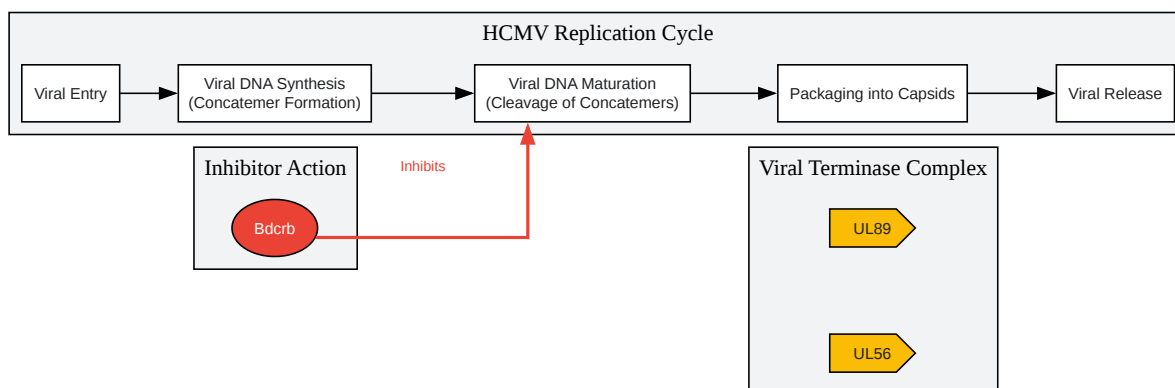 HCMV Replication Cycle
Viral Entry
Viral DNA Synthesis
(Concatemer Formation)
Viral DNA Maturation
(Cleavage of Concatemers)
Packaging into Capsids
Viral Release
Inhibitor Action
Inhibits
Bdcrb
Viral Terminase Complex
UL89
UL56